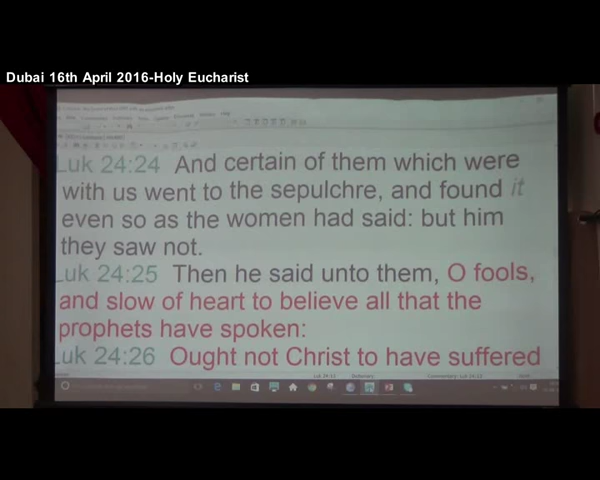 Dubai 16th April 2016-Holy Eucharist
Luk 24:24 And certain of them which were
with us went to the sepulchre, and found it
even so as the women had said: but him
they saw not.
Luk 24:25 Then he said unto them, O fools,
and slow of heart to believe all that the
prophets have spoken:
Luk 24:26 Ought not Christ to have suffered